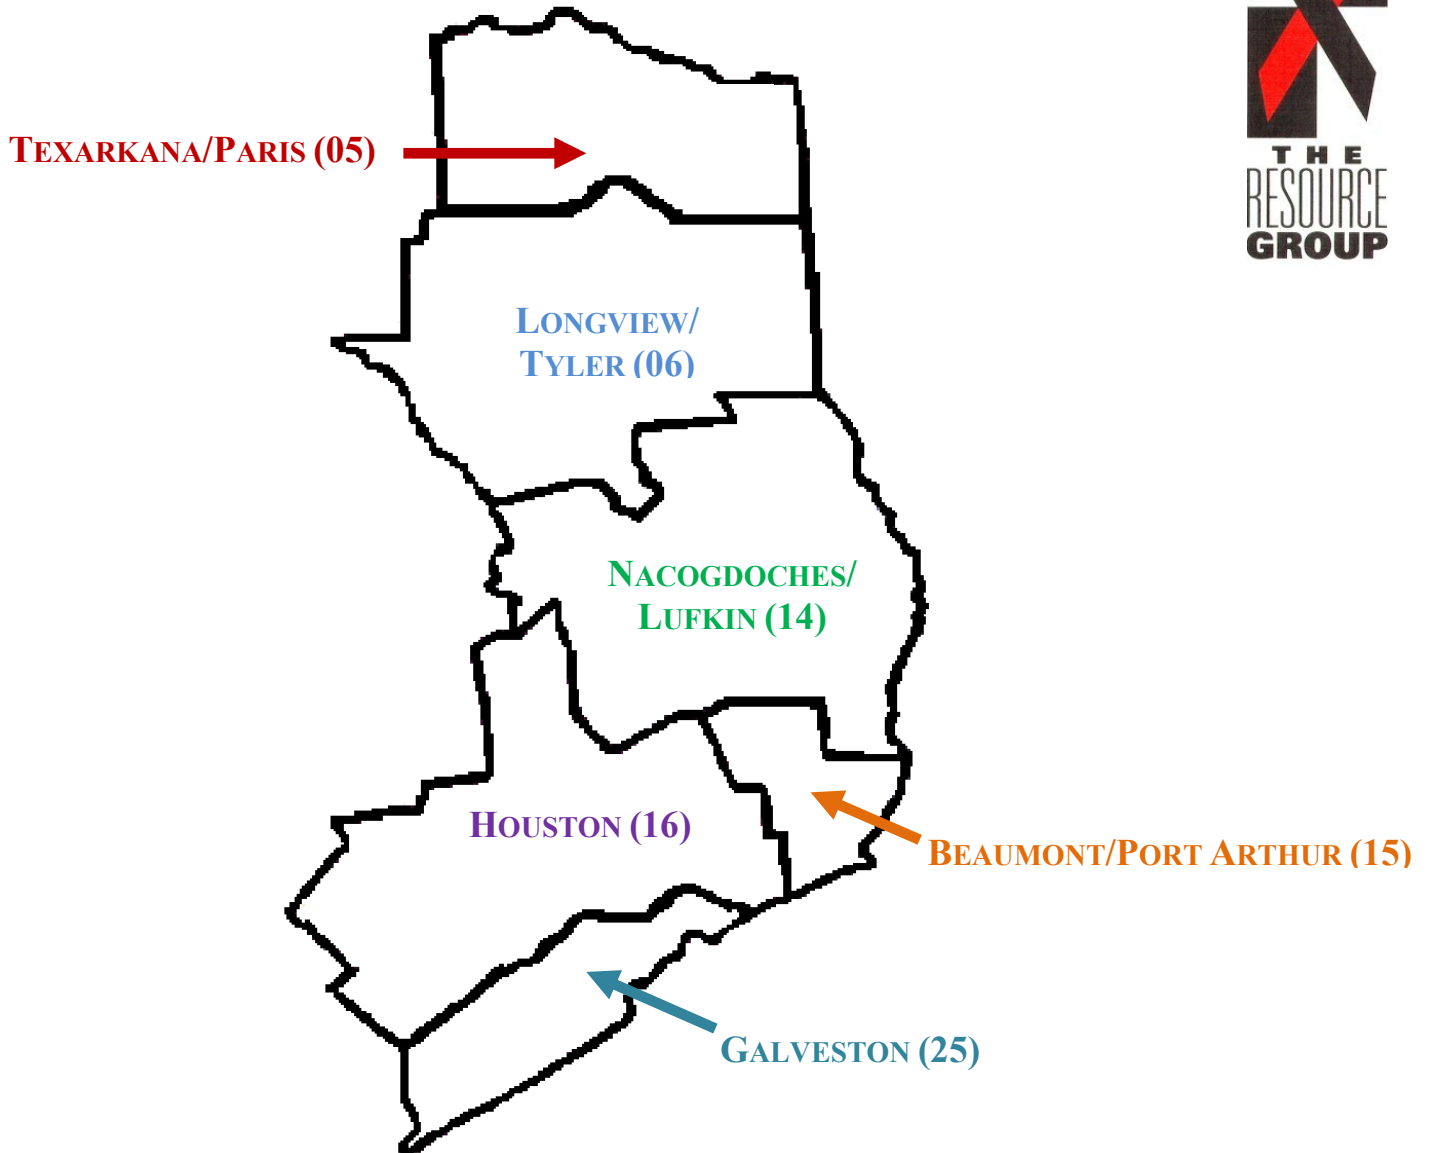 THE
RESOURCE
GROUP
TEXARKANA/PARIS (05)
LONGVIEW/
TYLER (06)
NACOGDOCHES/
LUFKIN (14)
HOUSTON (16)
BEAUMONT/PORT ARTHUR (15)
GALVESTON (25)